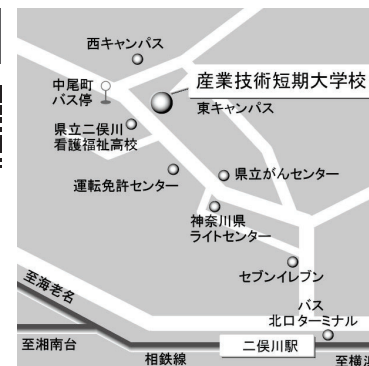 西キャンパス
中尾町
バス停
産業技術短期大学校
東キャンパス
県立二俣川
看護福祉高校
運転免許センター
県立がんセンター
神奈川県
ライトセンター
セブンイレブン
至海老名
バス
北口ターミナル
至湘南台
相鉄線
二俣川駅
至横浜